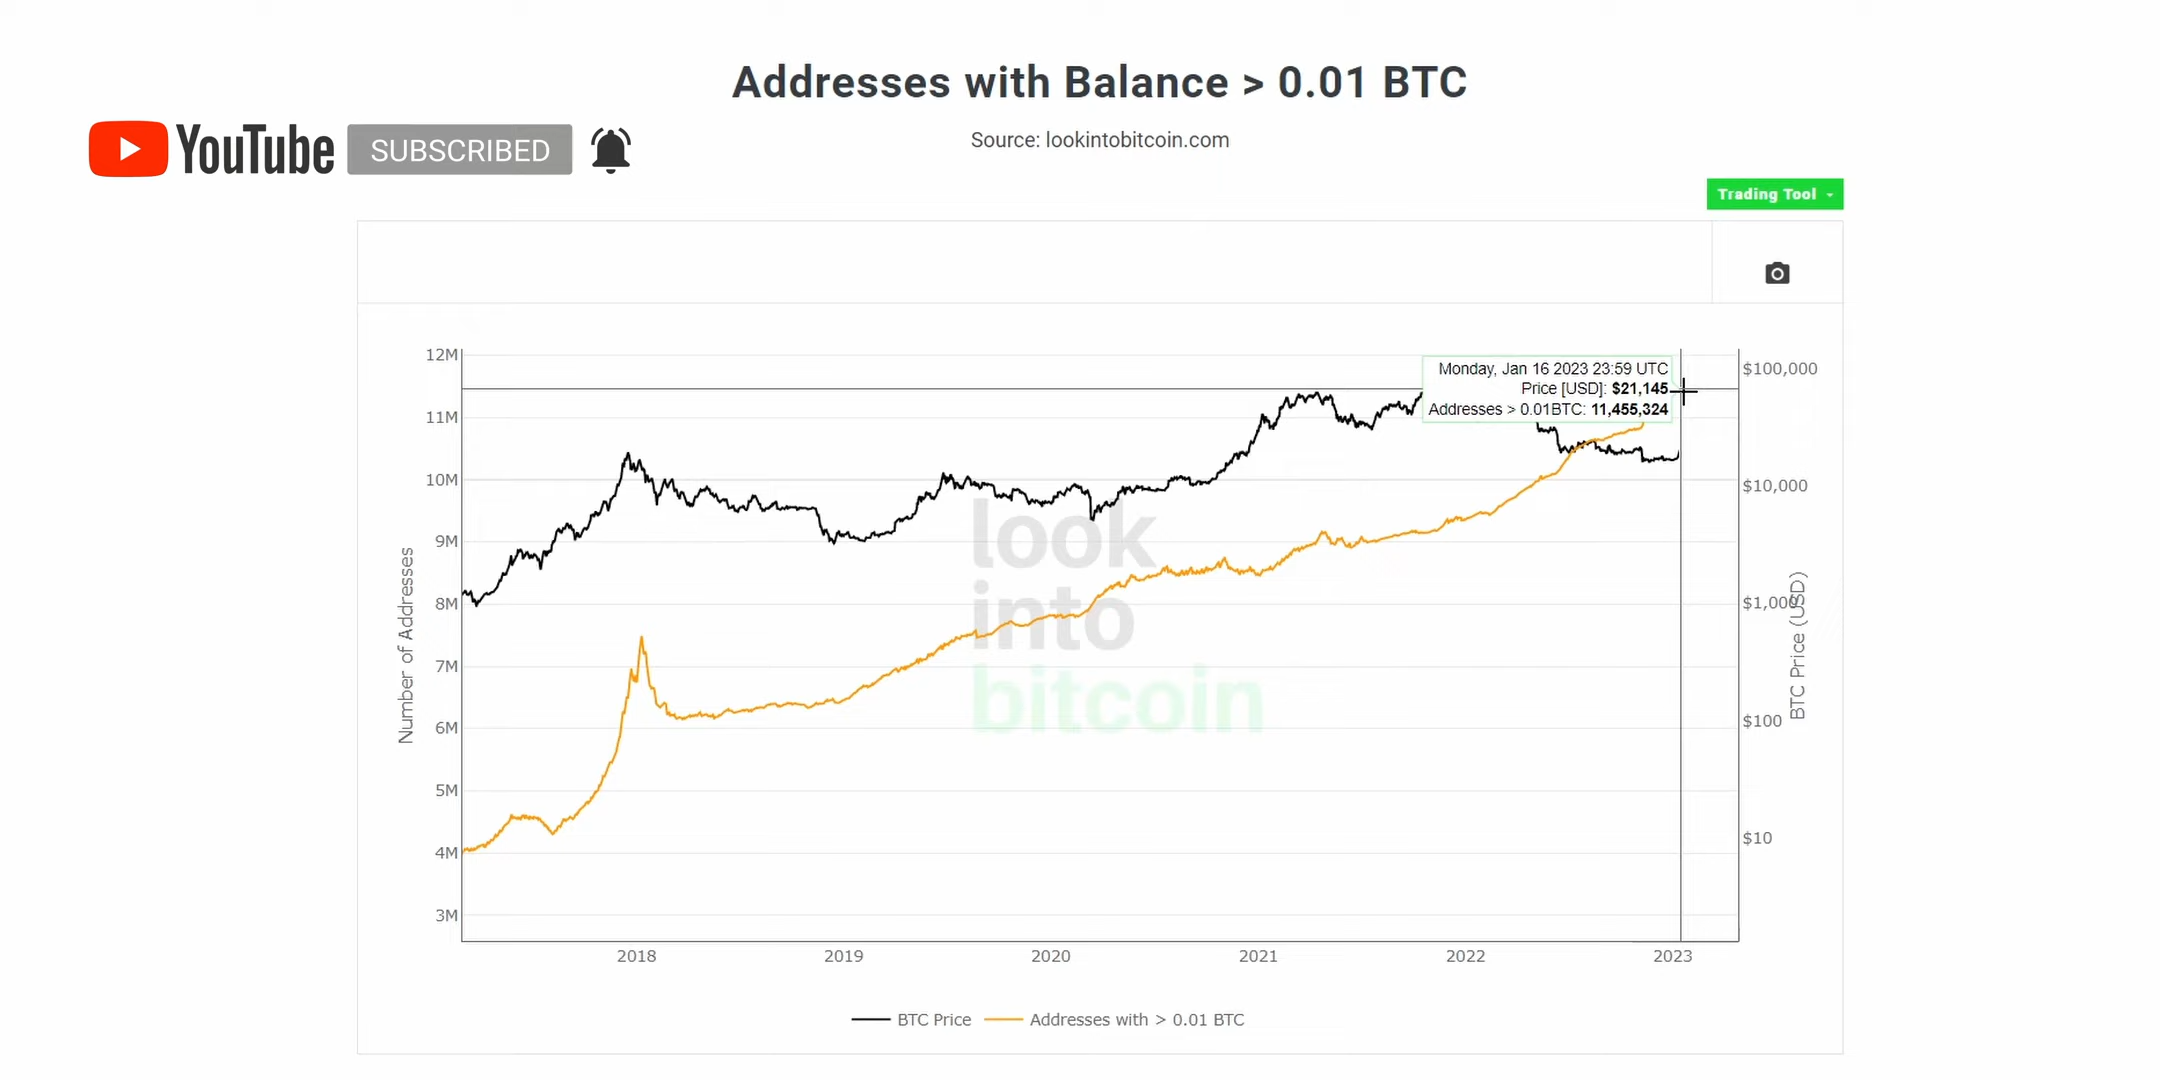 Addresses with Balance > 0.01 BTC
YouTube SUBSCRIBED
Source: lookintobitcoin.com
Trading Tool
12M
11M
10M
9M
8M
7M
6M
5M
4M
3M
Number of Addresses
Monday, Jan 16 2023 23:59 UTC
Price [USD]: $21,145
Addresses > 0.01BTC: 11,455,324
look
into
bitcoin
$100,000
$10,000
$1,000
$100
$10
BTC Price (USD)
2018 2019 2020 2021 2022 2023
BTC Price Addresses with > 0.01 BTC